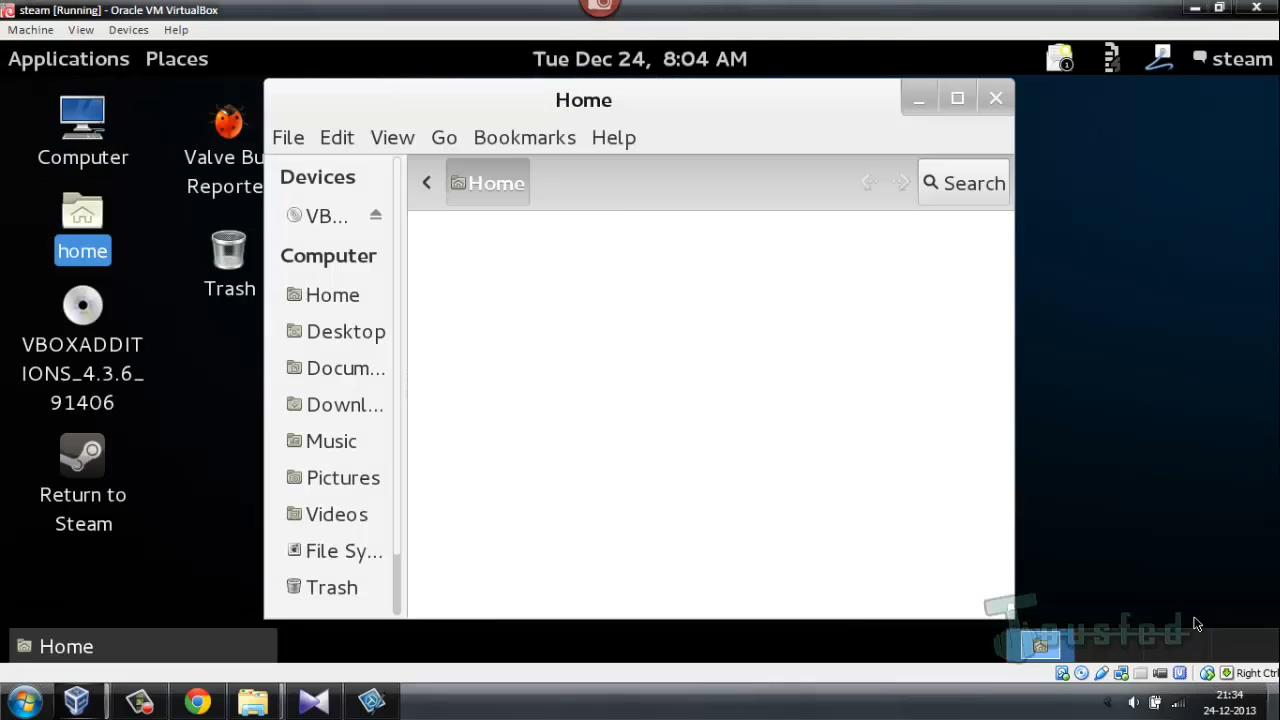 steam [Running] - Oracle VM VirtualBox
Machine View Devices Help
Applications Places Tue Dec 24, 8:04 AM 1 steam
Computer
Valve Bu
Reporte
home
Trash
VBOXADDIT
IONS_4.3.6_
91406
Return to
Steam
Home
File Edit View Go Bookmarks Help
Devices
VB...
Computer
Home
Desktop
Docum...
Downl...
Music
Pictures
Videos
File Sy...
Trash
Home
Search
Home
Tousfed
Right Ctrl
21:34
24-12-2013